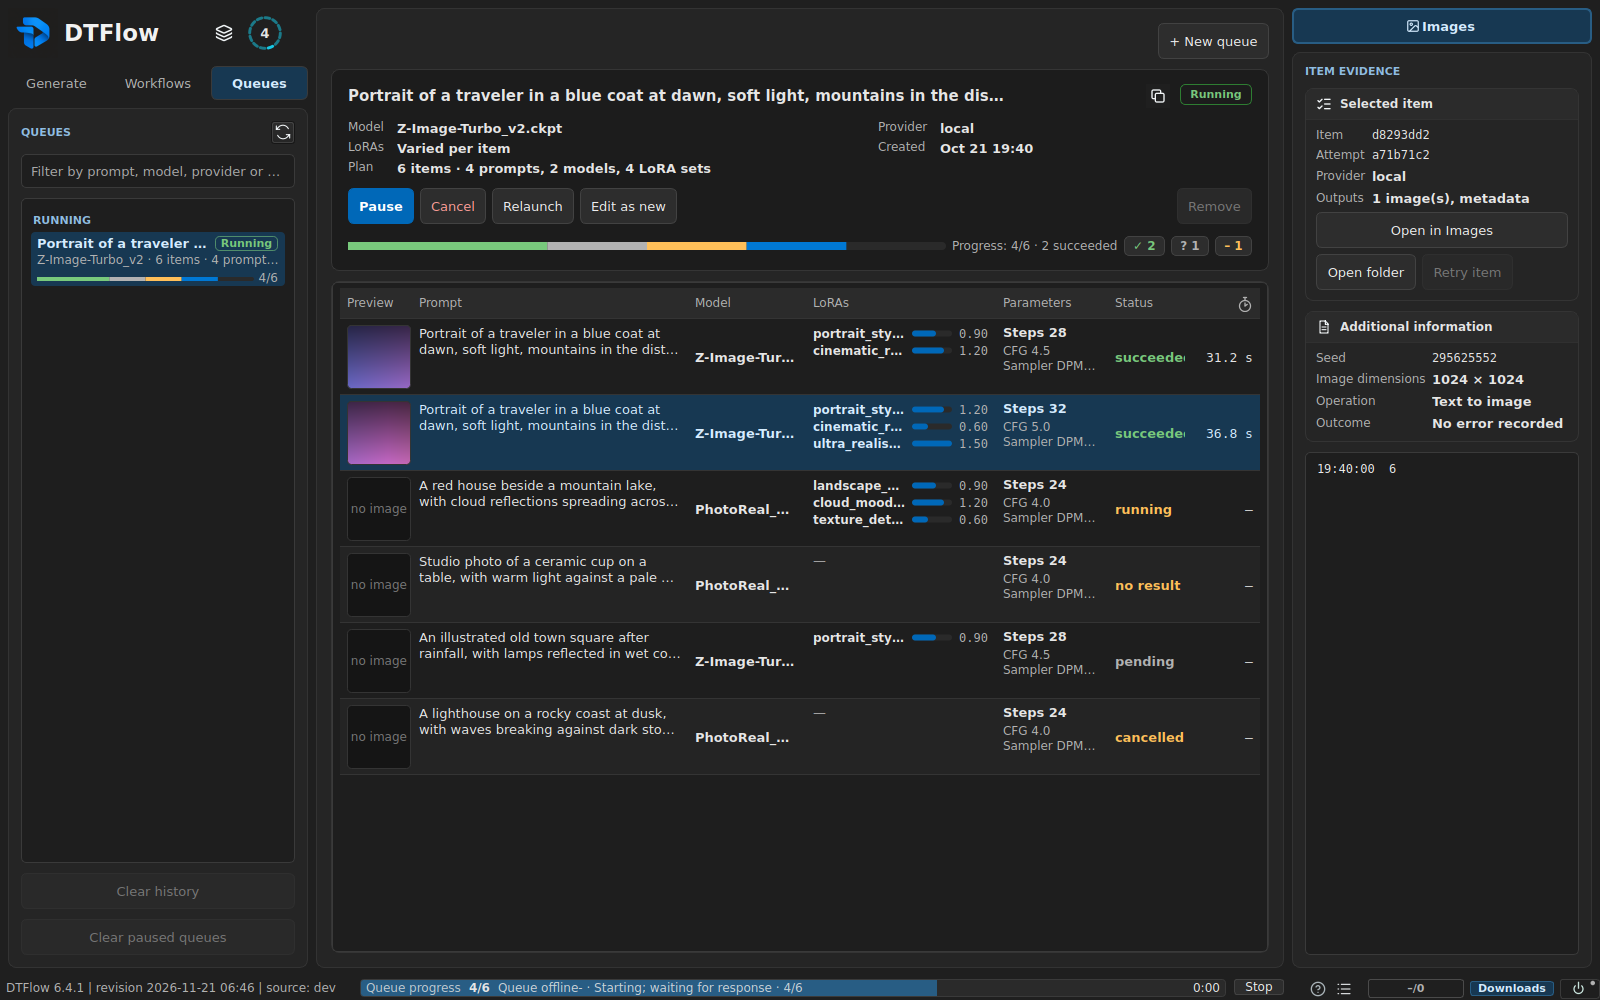 DTFlow
4
Generate
Workflows
Queues
QUEUES
Filter by prompt, model, provider or ...
RUNNING
Portrait of a traveler ...
Running
Z-Image-Turbo_v2 · 6 items · 4 prompt...
4/6
Clear history
Clear paused queues
+ New queue
Portrait of a traveler in a blue coat at dawn, soft light, mountains in the dis...
Running
Model Z-Image-Turbo_v2.ckpt
Provider local
LoRAs Varied per item
Created Oct 21 19:40
Plan 6 items · 4 prompts, 2 models, 4 LoRA sets
Pause
Cancel
Relaunch
Edit as new
Remove
Progress: 4/6 · 2 succeeded
✓ 2
? 1
– 1
Preview Prompt Model LoRAs Parameters Status
Portrait of a traveler in a blue coat at
dawn, soft light, mountains in the dist...
Z-Image-Tur...
portrait_sty... 0.90
cinematic_r... 1.20
Steps 28
CFG 4.5
Sampler DPM...
succeeded
31.2 s
Portrait of a traveler in a blue coat at
dawn, soft light, mountains in the dist...
Z-Image-Tur...
portrait_sty... 1.20
cinematic_r... 0.60
ultra_realis... 1.50
Steps 32
CFG 5.0
Sampler DPM...
succeeded
36.8 s
no image
A red house beside a mountain lake,
with cloud reflections spreading acros...
PhotoReal_...
landscape_... 0.90
cloud_mood... 1.20
texture_det... 0.60
Steps 24
CFG 4.0
Sampler DPM...
running
—
no image
Studio photo of a ceramic cup on a
table, with warm light against a pale ...
PhotoReal_...
—
Steps 24
CFG 4.0
Sampler DPM...
no result
—
no image
An illustrated old town square after
rainfall, with lamps reflected in wet co...
Z-Image-Tur...
portrait_sty... 0.90
Steps 28
CFG 4.5
Sampler DPM...
pending
—
no image
A lighthouse on a rocky coast at dusk,
with waves breaking against dark sto...
PhotoReal_...
—
Steps 24
CFG 4.0
Sampler DPM...
cancelled
—
Images
ITEM EVIDENCE
Selected item
Item d8293dd2
Attempt a71b71c2
Provider local
Outputs 1 image(s), metadata
Open in Images
Open folder
Retry item
Additional information
Seed 295625552
Image dimensions 1024 × 1024
Operation Text to image
Outcome No error recorded
19:40:00 6
DTFlow 6.4.1 | revision 2026-11-21 06:46 | source: dev
Queue progress 4/6 Queue offline- · Starting; waiting for response · 4/6
0:00
Stop
–/0
Downloads